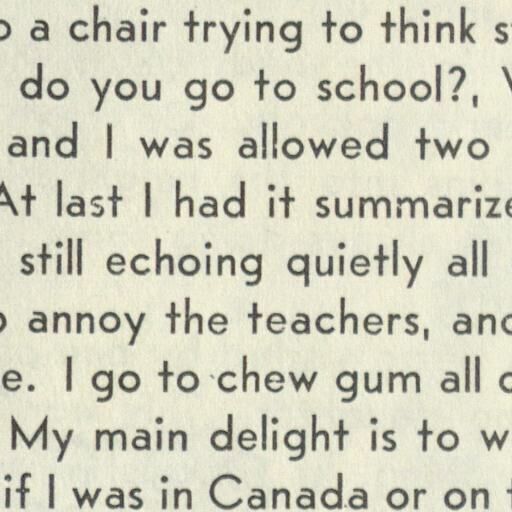 a chair trying to think
do you go to school?,
and I was allowed two
At last I had it
still echoing quietly all
annoy the teachers,
I go to chew gum all
My main delight is to
if I was in Canada or on